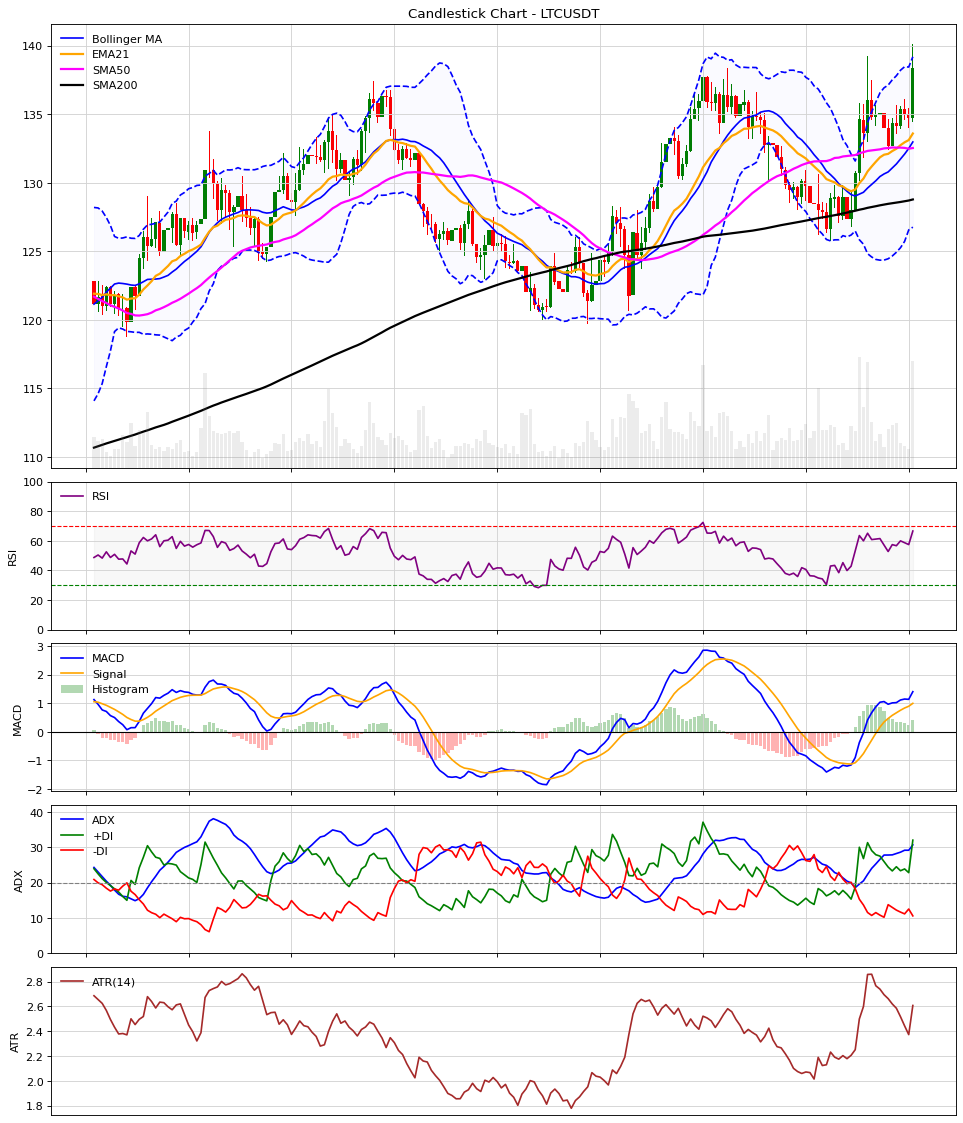 Candlestick Chart - LTCUSDT
Bollinger MA
EMA21
SMA50
SMA200
140
135
130
125
120
115
110
RSI
100
80
60
40
20
0
RSI
MACD
Signal
Histogram
3
2
1
0
−1
−2
MACD
ADX
+DI
-DI
40
30
20
10
0
ADX
ATR(14)
2.8
2.6
2.4
2.2
2.0
1.8
ATR